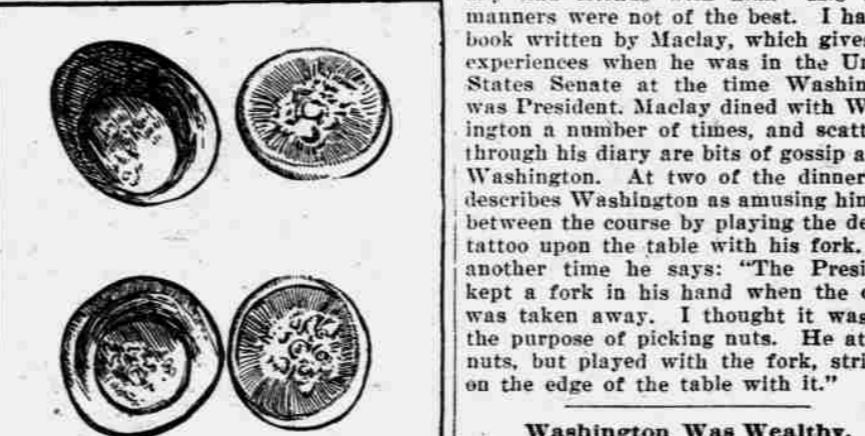 manners were not of the best. I ha
book written by Maclay, which give
experiences when he was in the Un
States Senate at the time Washin
was President. Maclay dined with W
ington a number of times, and scatt
through his diary are bits of gossip a
Washington. At two of the dinner
describes Washington as amusing him
between the course by playing the de
tattoo upon the table with his fork.
another time he says: “The Presi
kept a fork in his hand when the
was taken away. I thought it was
the purpose of picking nuts. He at
nuts, but played with the fork, stri
on the edge of the table with it.”
Washington Was Wealthy.